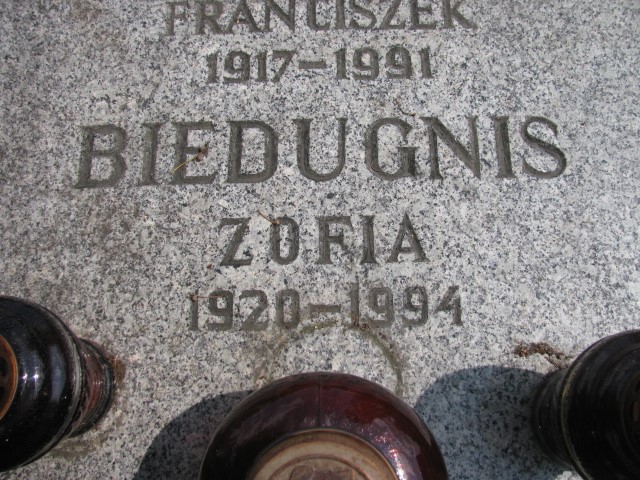 FRANCISZEK
1917-1991
BIEDUGNIS
ZOFIA
1920-1994